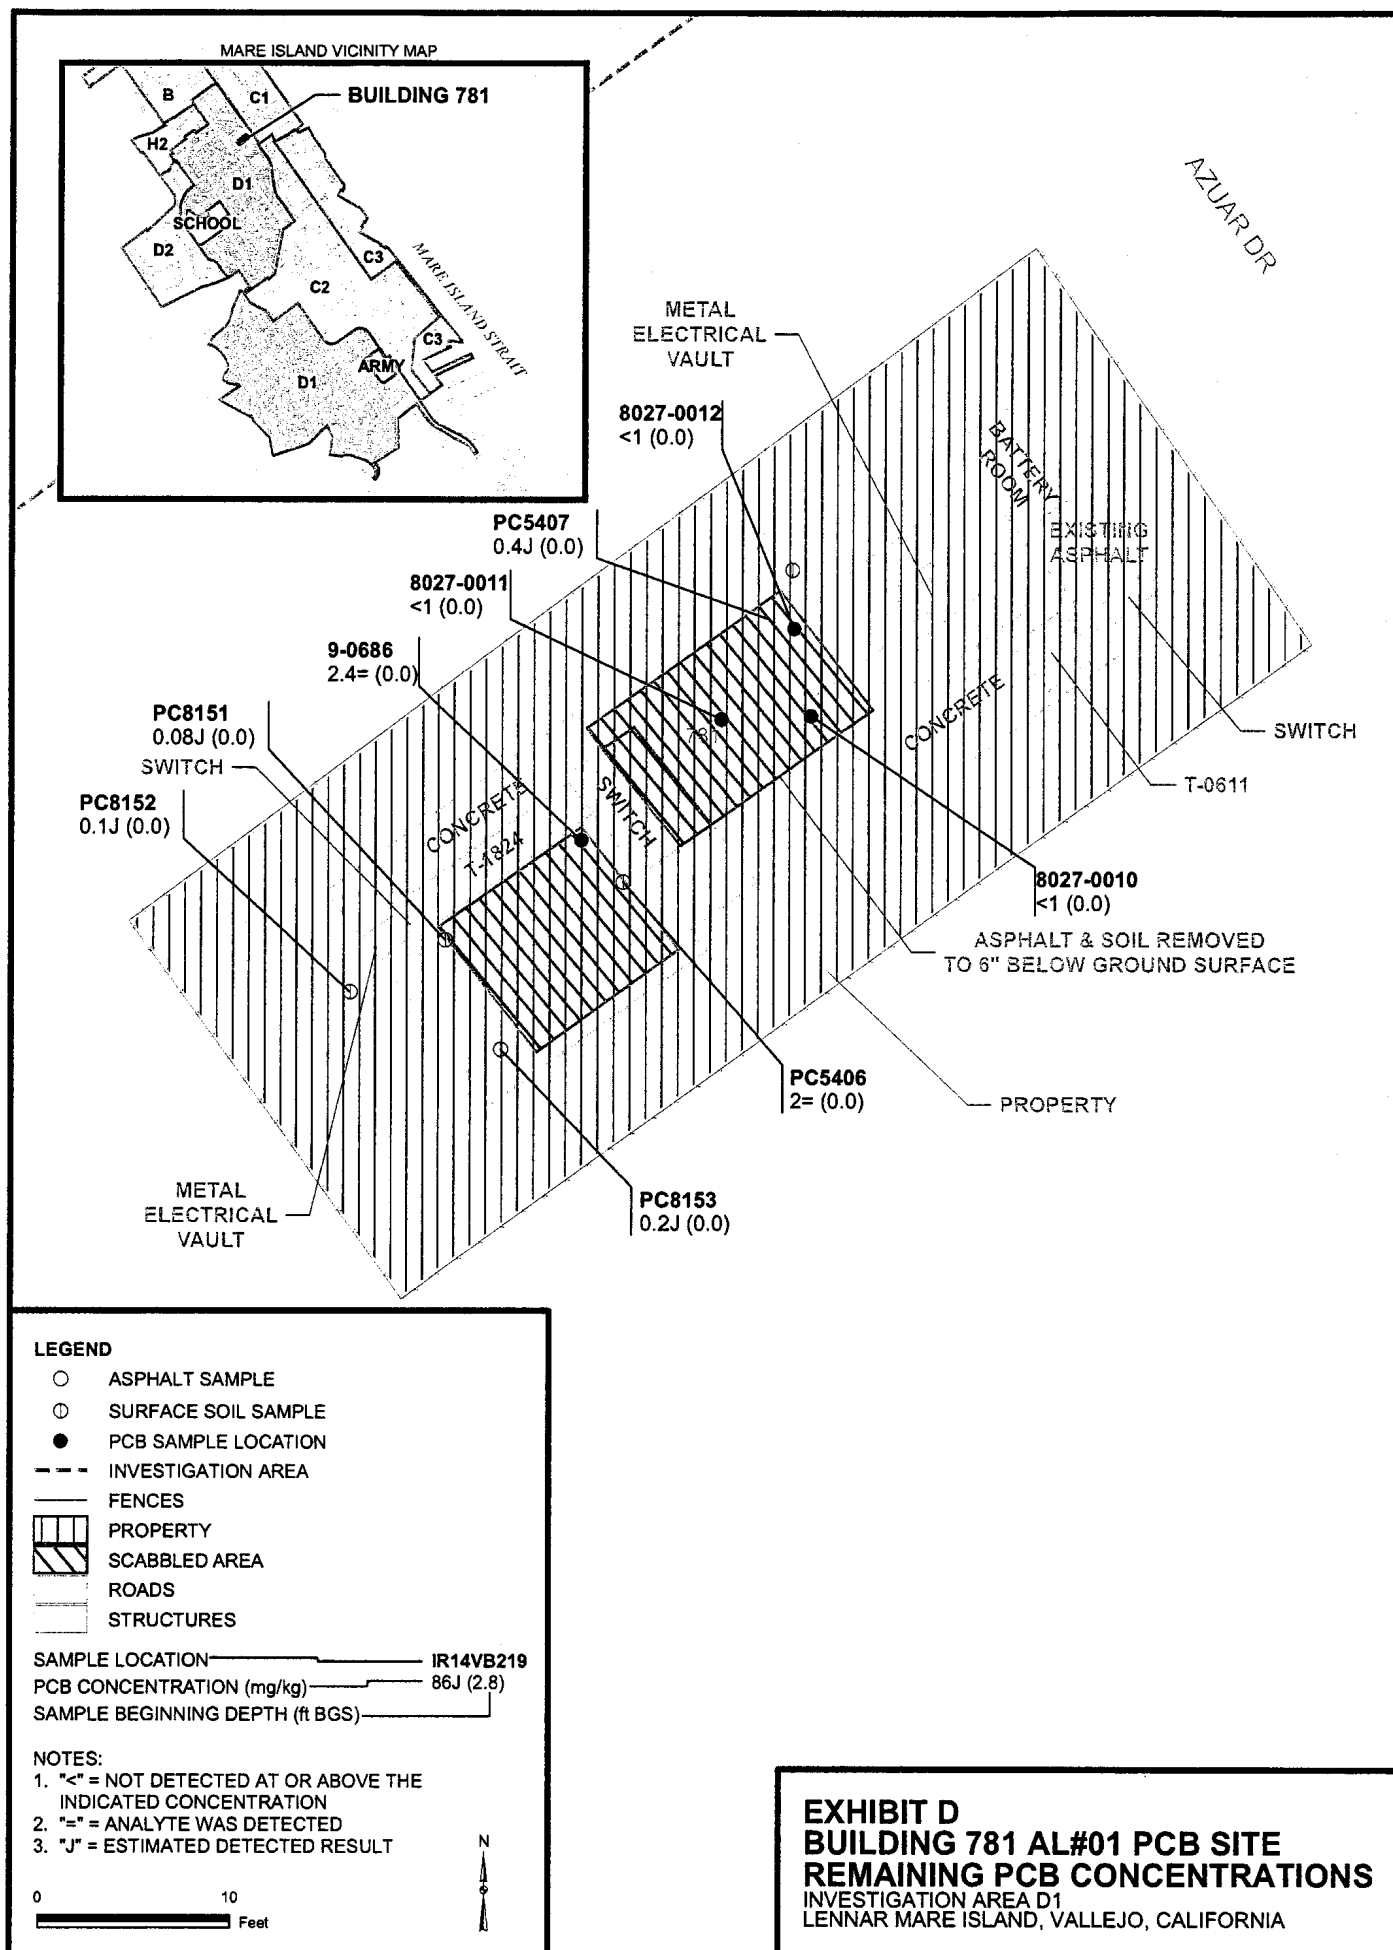 MARE ISLAND VICINITY MAP
BUILDING 781
B
C1
H2
D1
SCHOOL
D2
C3
C2
MARE ISLAND STRAIT
C3
ARMY
D1
AZUAR DR
METAL
ELECTRICAL
VAULT
8027-0012
<1 (0.0)
BATTERY
ROOM
PC5407
0.4J (0.0)
EXISTING
ASPHALT
8027-0011
<1 (0.0)
9-0686
2.4= (0.0)
PC8151
0.08J (0.0)
SWITCH
PC8152
0.1J (0.0)
781
CONCRETE
SWITCH
T-0611
CONCRETE
SWITCH
T-1824
8027-0010
<1 (0.0)
ASPHALT & SOIL REMOVED
TO 6" BELOW GROUND SURFACE
PC5406
2= (0.0)
PROPERTY
METAL
ELECTRICAL
VAULT
PC8153
0.2J (0.0)
LEGEND
ASPHALT SAMPLE
SURFACE SOIL SAMPLE
PCB SAMPLE LOCATION
INVESTIGATION AREA
FENCES
PROPERTY
SCABBLED AREA
ROADS
STRUCTURES
SAMPLE LOCATION IR14VB219
PCB CONCENTRATION (mg/kg) 86J (2.8)
SAMPLE BEGINNING DEPTH (ft BGS)
NOTES:
1. "<" = NOT DETECTED AT OR ABOVE THE
INDICATED CONCENTRATION
2. "=" = ANALYTE WAS DETECTED
3. "J" = ESTIMATED DETECTED RESULT
N
0 10
Feet
EXHIBIT D
BUILDING 781 AL#01 PCB SITE
REMAINING PCB CONCENTRATIONS
INVESTIGATION AREA D1
LENNAR MARE ISLAND, VALLEJO, CALIFORNIA